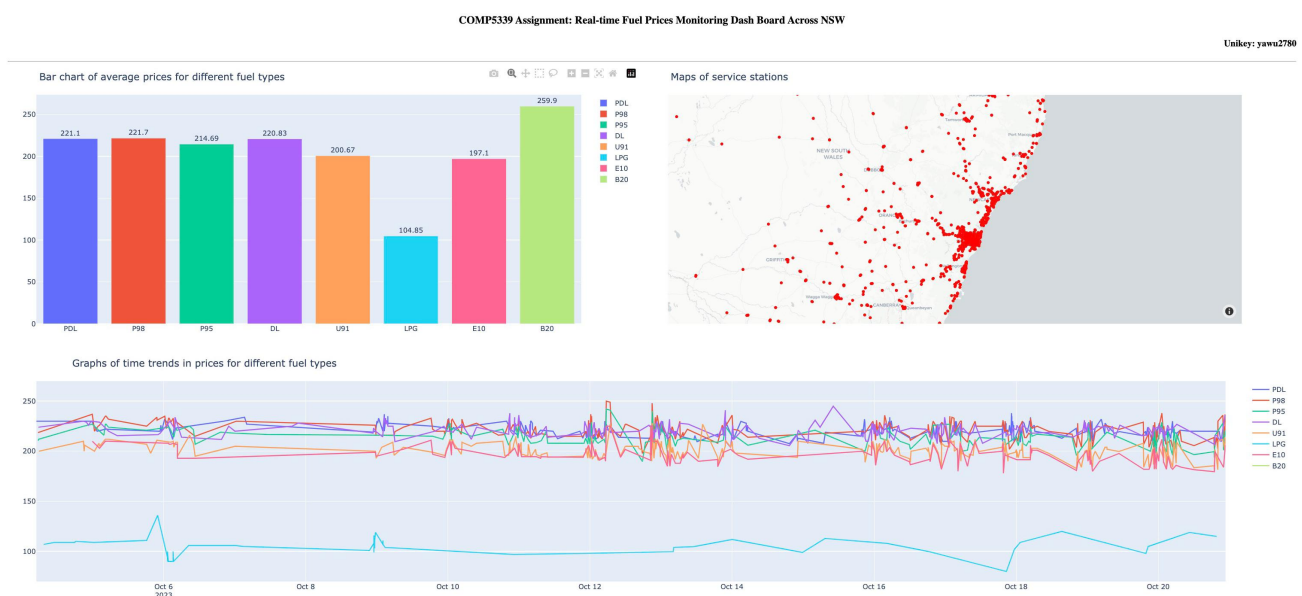 COMP5339 Assignment: Real-time Fuel Prices Monitoring Dash Board Across NSW
Unikey: yawu2780
Bar chart of average prices for different fuel types
259.9
221.1
221.7
214.69
220.83
200.67
104.85
197.1
250
200
150
100
50
0
PDL P98 P95 DL U91 LPG E10 B20
PDL
P98
P95
DL
U91
LPG
E10
B20
Maps of service stations
NEW SOUTH
WALES
GRIFFITH
CANBERRA
Graphs of time trends in prices for different fuel types
250
200
150
100
Oct 6 Oct 8 Oct 10 Oct 12 Oct 14 Oct 16 Oct 18 Oct 20
2023
PDL
P98
P95
DL
U91
LPG
E10
B20